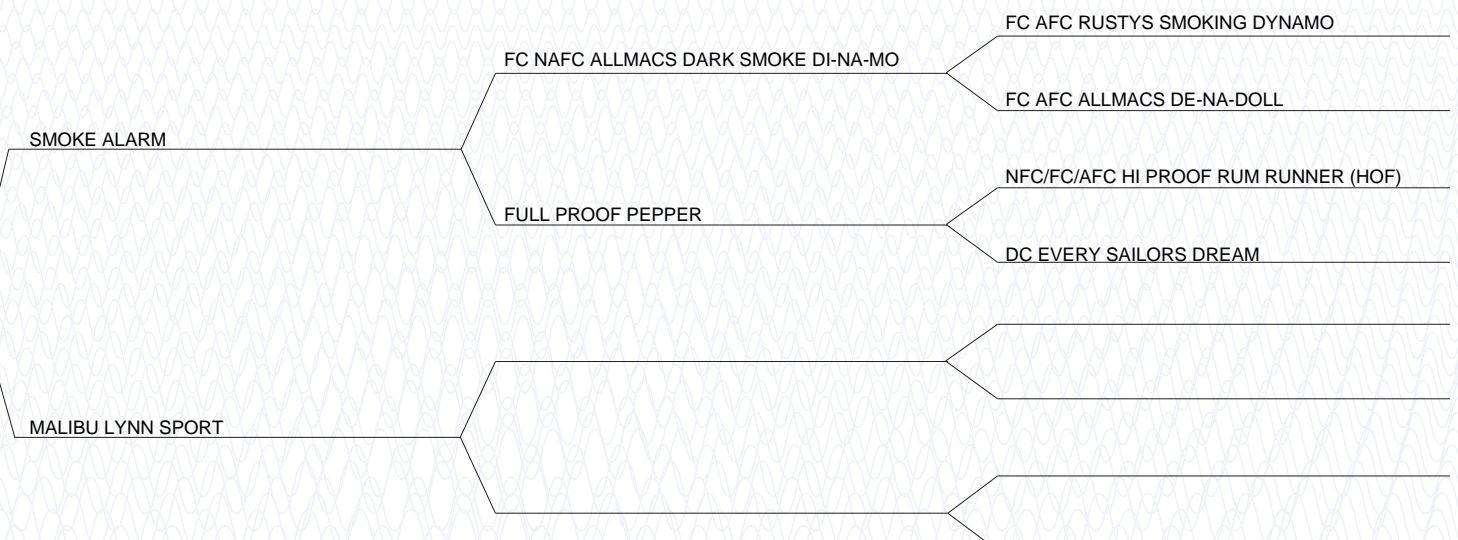 FC AFC RUSTYS SMOKING DYNAMO
FC NAFC ALLMACS DARK SMOKE DI-NA-MO
FC AFC ALLMACS DE-NA-DOLL
SMOKE ALARM
NFC/FC/AFC HI PROOF RUM RUNNER (HOF)
FULL PROOF PEPPER
DC EVERY SAILORS DREAM
MALIBU LYNN SPORT